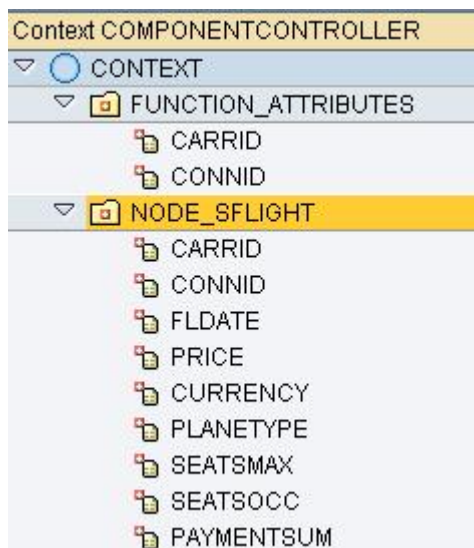 Context COMPONENTCONTROLLER
CONTEXT
FUNCTION_ATTRIBUTES
CARRID
CONNID
NODE_SFLIGHT
CARRID
CONNID
FLDATE
PRICE
CURRENCY
PLANETYPE
SEATSMAX
SEATSOCC
PAYMENTSUM